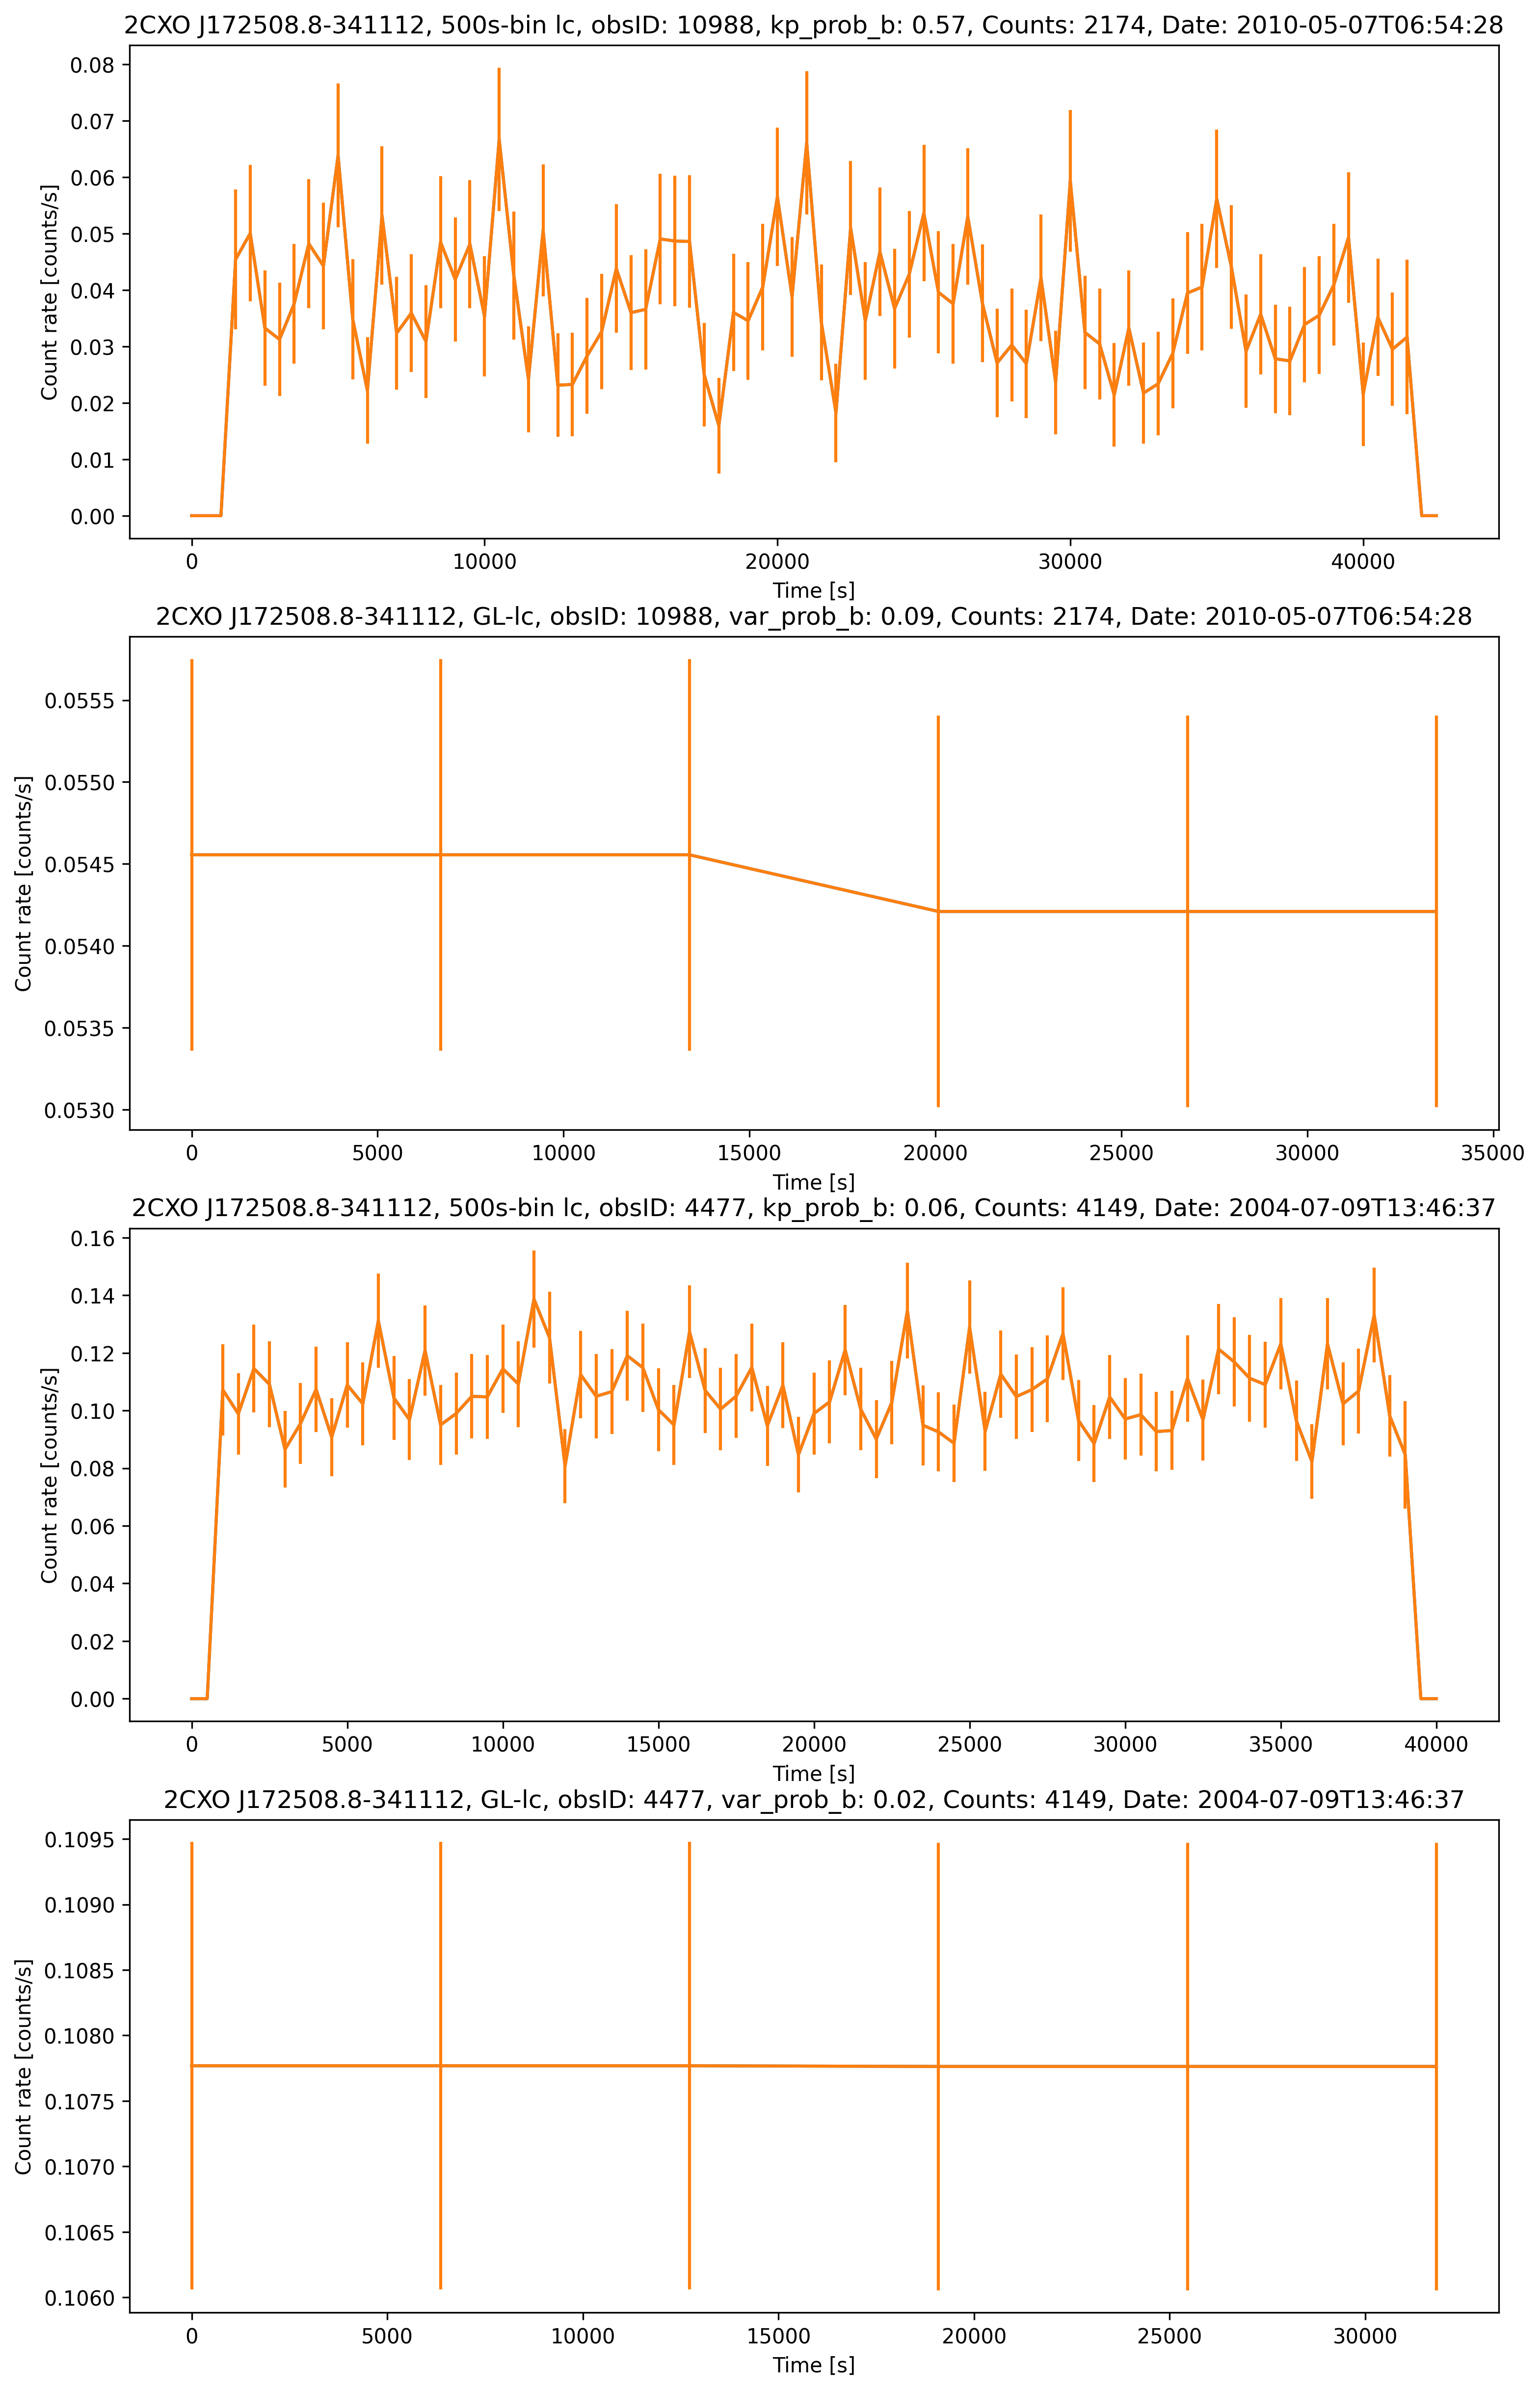 2CXO J172508.8-341112, 500s-bin lc, obsID: 10988, kp_prob_b: 0.57, Counts: 2174, Date: 2010-05-07T06:54:28
0.08
0.07
0.06
0.05
0.04
0.03
0.02
0.01
0.00
Count rate [counts/s]
0 10000 20000 30000 40000
Time [s]
2CXO J172508.8-341112, GL-lc, obsID: 10988, var_prob_b: 0.09, Counts: 2174, Date: 2010-05-07T06:54:28
0.0555
0.0550
0.0545
0.0540
0.0535
0.0530
Count rate [counts/s]
0 5000 10000 15000 20000 25000 30000 35000
Time [s]
2CXO J172508.8-341112, 500s-bin lc, obsID: 4477, kp_prob_b: 0.06, Counts: 4149, Date: 2004-07-09T13:46:37
0.16
0.14
0.12
0.10
0.08
0.06
0.04
0.02
0.00
Count rate [counts/s]
0 5000 10000 15000 20000 25000 30000 35000 40000
Time [s]
2CXO J172508.8-341112, GL-lc, obsID: 4477, var_prob_b: 0.02, Counts: 4149, Date: 2004-07-09T13:46:37
0.1095
0.1090
0.1085
0.1080
0.1075
0.1070
0.1065
0.1060
Count rate [counts/s]
0 5000 10000 15000 20000 25000 30000
Time [s]